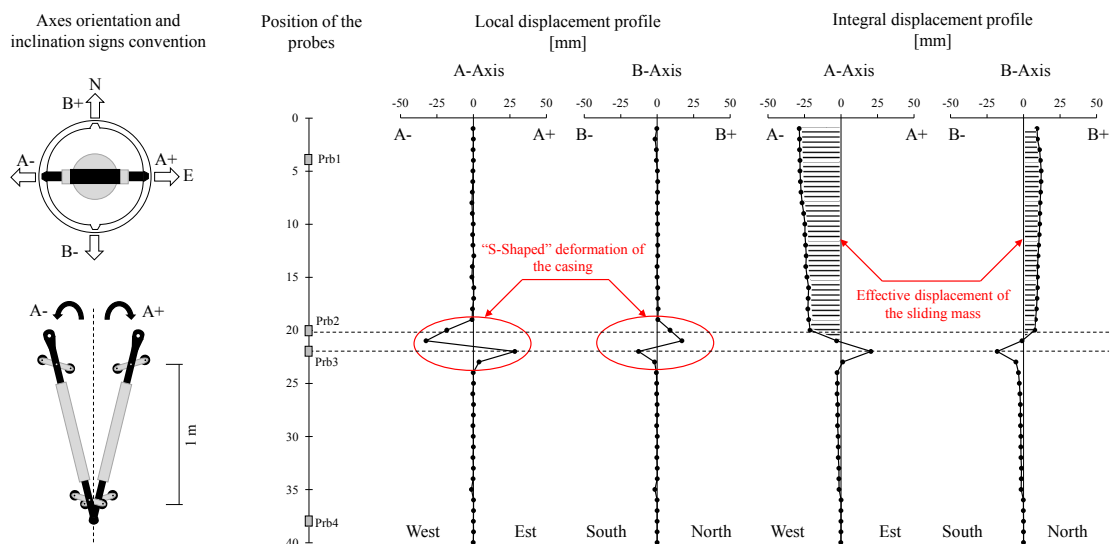 Axes orientation and
inclination signs convention
Position of the
probes
Local displacement profile
[mm]
Integral displacement profile
[mm]
A-Axis
B-Axis
A-Axis
B-Axis
-50 -25 0 25 50
-50 -25 0 25 50
-50 -25 0 25 50
-50 -25 0 25 50
N
B+
A-
A+
E
B-
A-
A+
1 m
0
5
10
15
20
25
30
35
40
Prb1
Prb2
Prb3
Prb4
A- A+
B- B+
A- A+
B- B+
“S-Shaped” deformation of
the casing
Effective displacement of
the sliding mass
West Est
South North
West Est
South North